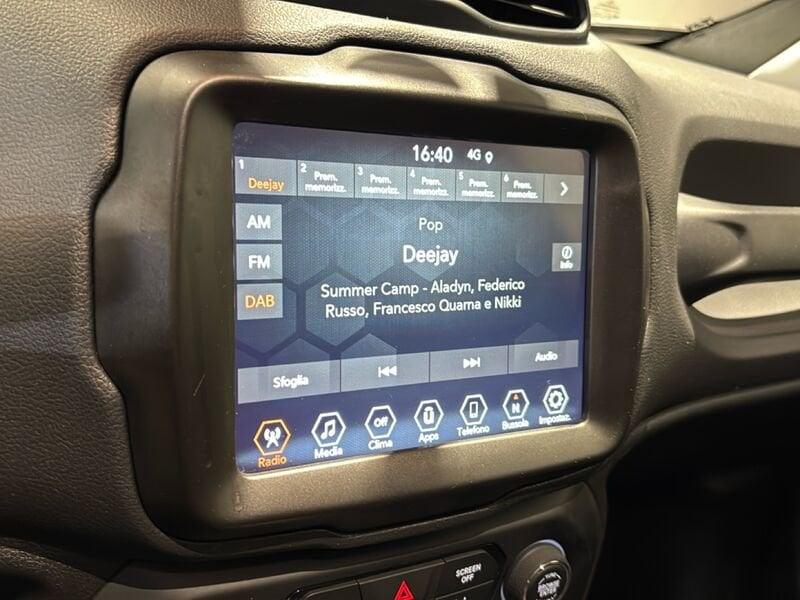 16:40 4G
1 Deejay
2 Prem. memorizz.
3 Prem. memorizz.
4 Prem. memorizz.
5 Prem. memorizz.
6 Prem. memorizz.
AM
FM
DAB
Pop
Deejay
Info
Summer Camp - Aladyn, Federico
Russo, Francesco Quarna e Nikki
Sfoglia
Audio
Radio
Media
Off
Clima
Apps
Telefono
N
Bussola
Impostaz.
SCREEN
OFF
BROWSE
ENTER